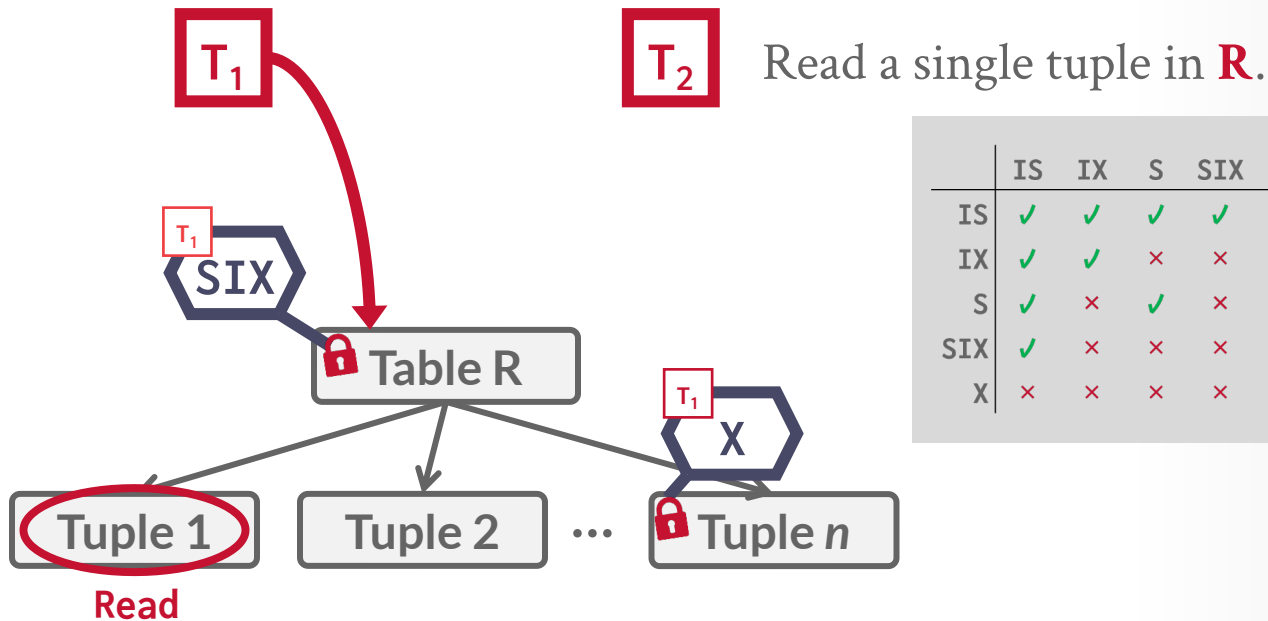 T₁
T₂ Read a single tuple in R.
IS IX S SIX
IS ✓ ✓ ✓ ✓
IX ✓ ✓ × ×
S ✓ × ✓ ×
SIX ✓ × × ×
X × × × ×
T₁
SIX
Table R
T₁
X
Tuple 1
Tuple 2
...
Tuple n
Read